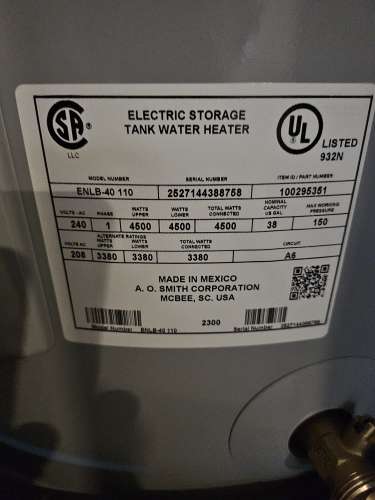 ELECTRIC STORAGE
TANK WATER HEATER
SA
LLC
UL
LISTED
932N
MODEL NUMBER SERIAL NUMBER ITEM ID / PART NUMBER
ENLB-40 110 2527144388758 100295351
VOLTS - AC PHASE WATTS UPPER WATTS LOWER TOTAL WATTS CONNECTED NOMINAL CAPACITY US GAL MAX WORKING PRESSURE
240 1 4500 4500 4500 38 150
VOLTS - AC ALTERNATE RATINGS WATTS UPPER WATTS LOWER TOTAL WATTS CONNECTED CIRCUIT
208 3380 3380 3380 A6
MADE IN MEXICO
A. O. SMITH CORPORATION
MCBEE, SC. USA
2300
Model Number ENLB-40 110 Serial Number 2527144388758